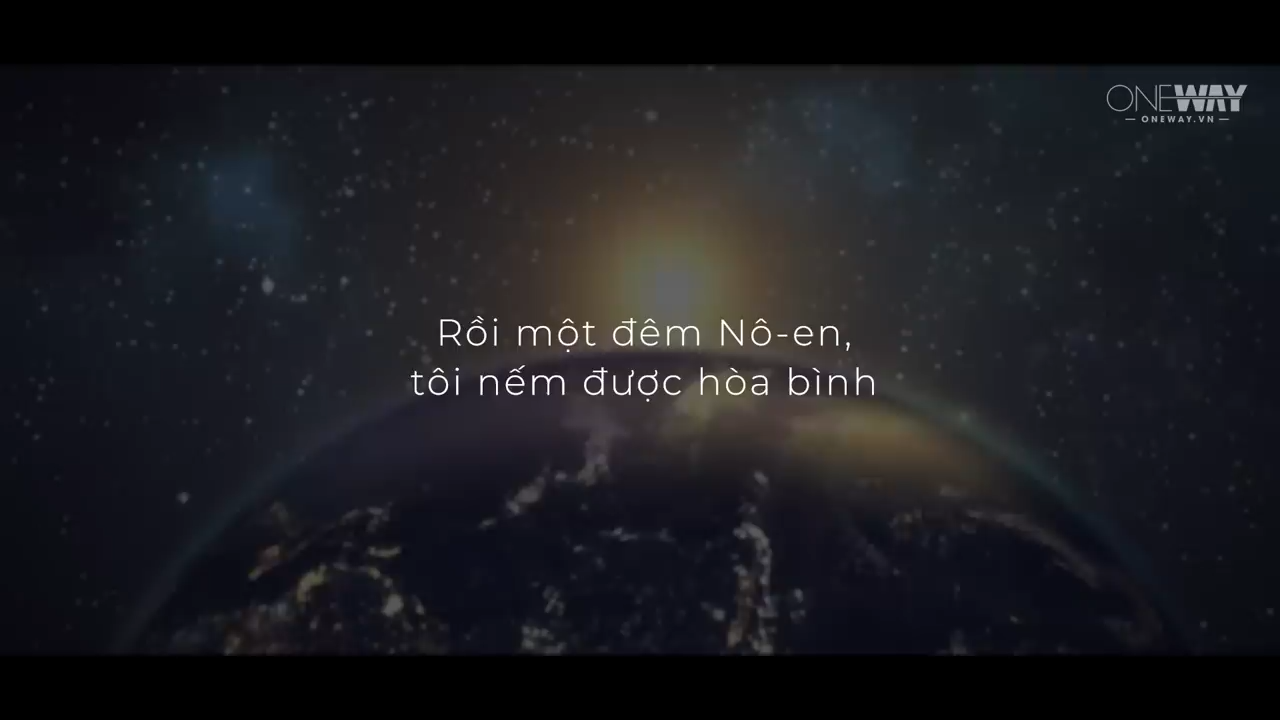 ONEWAY
ONEWAY.VN
Rồi một đêm Nô-en,
tôi nếm được hòa bình